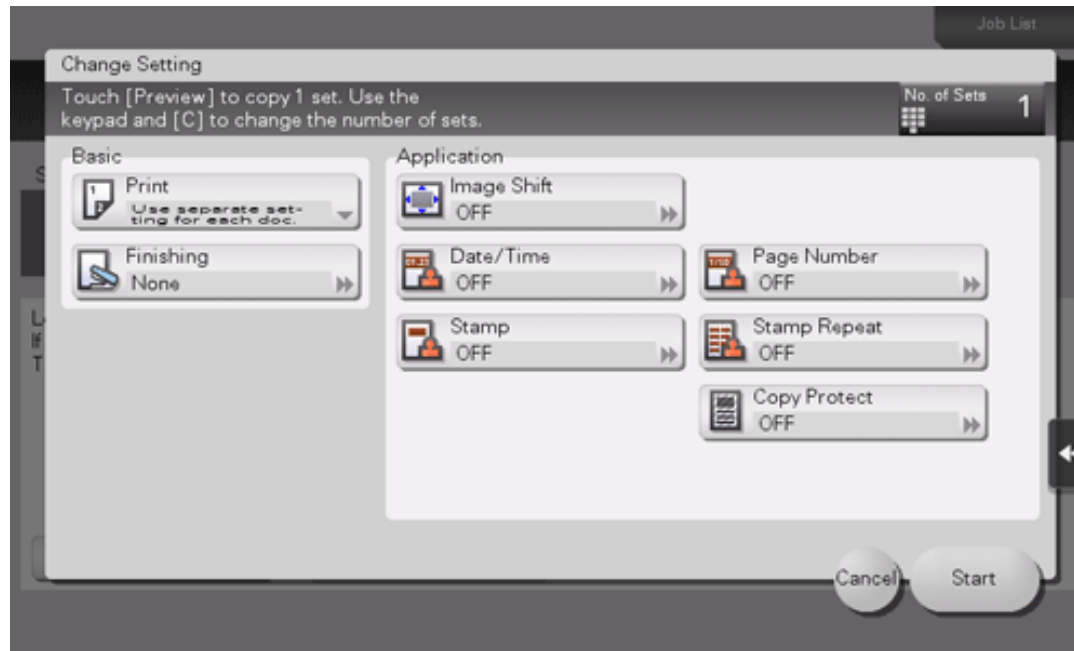 Job List
Change Setting
Touch [Preview] to copy 1 set. Use the
keypad and [C] to change the number of sets.
No. of Sets
1
Basic
Print
Use separate set-
ting for each doc.
Finishing
None
Application
Image Shift
OFF
Date/Time
OFF
Page Number
OFF
Stamp
OFF
Stamp Repeat
OFF
Copy Protect
OFF
Cancel
Start